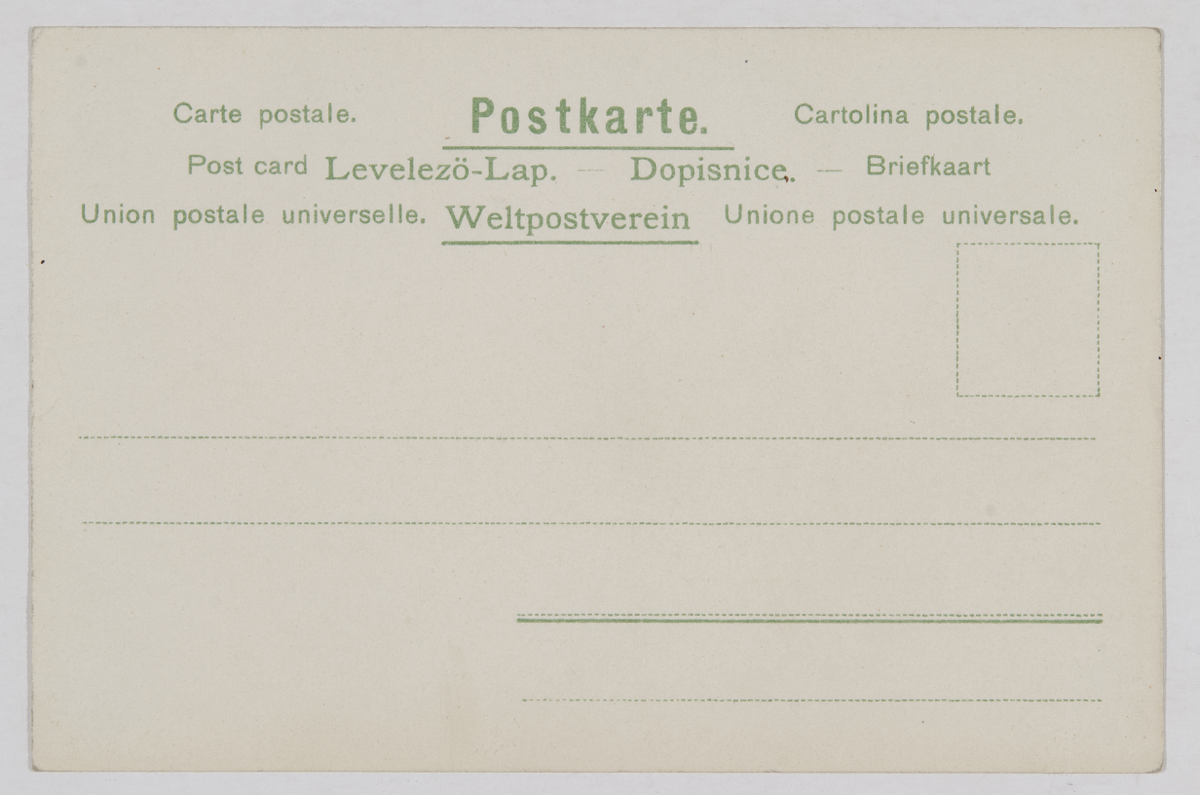 Carte postale. Postkarte. Cartolina postale.
Post card Levelezö-Lap. — Dopisnice. — Briefkaart
Union postale universelle. Weltpostverein Unione postale universale.